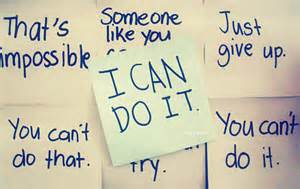 That's
impossible
Someone
like you
Just
give up.
I CAN
DO IT.
You can't
do that.
try.
You can't
do it.